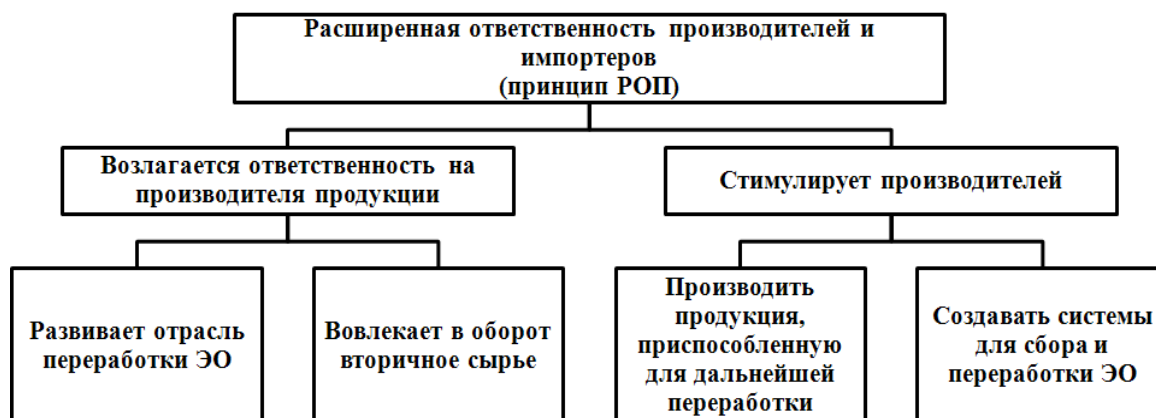 Расширенная ответственность производителей и
импортеров
(принцип РОП)
Возлагается ответственность на
производителя продукции
Стимулирует производителей
Развивает отрасль
переработки ЭО
Вовлекает в оборот
вторичное сырье
Производить
продукция,
приспособленную
для дальнейшей
переработки
Создавать системы
для сбора и
переработки ЭО